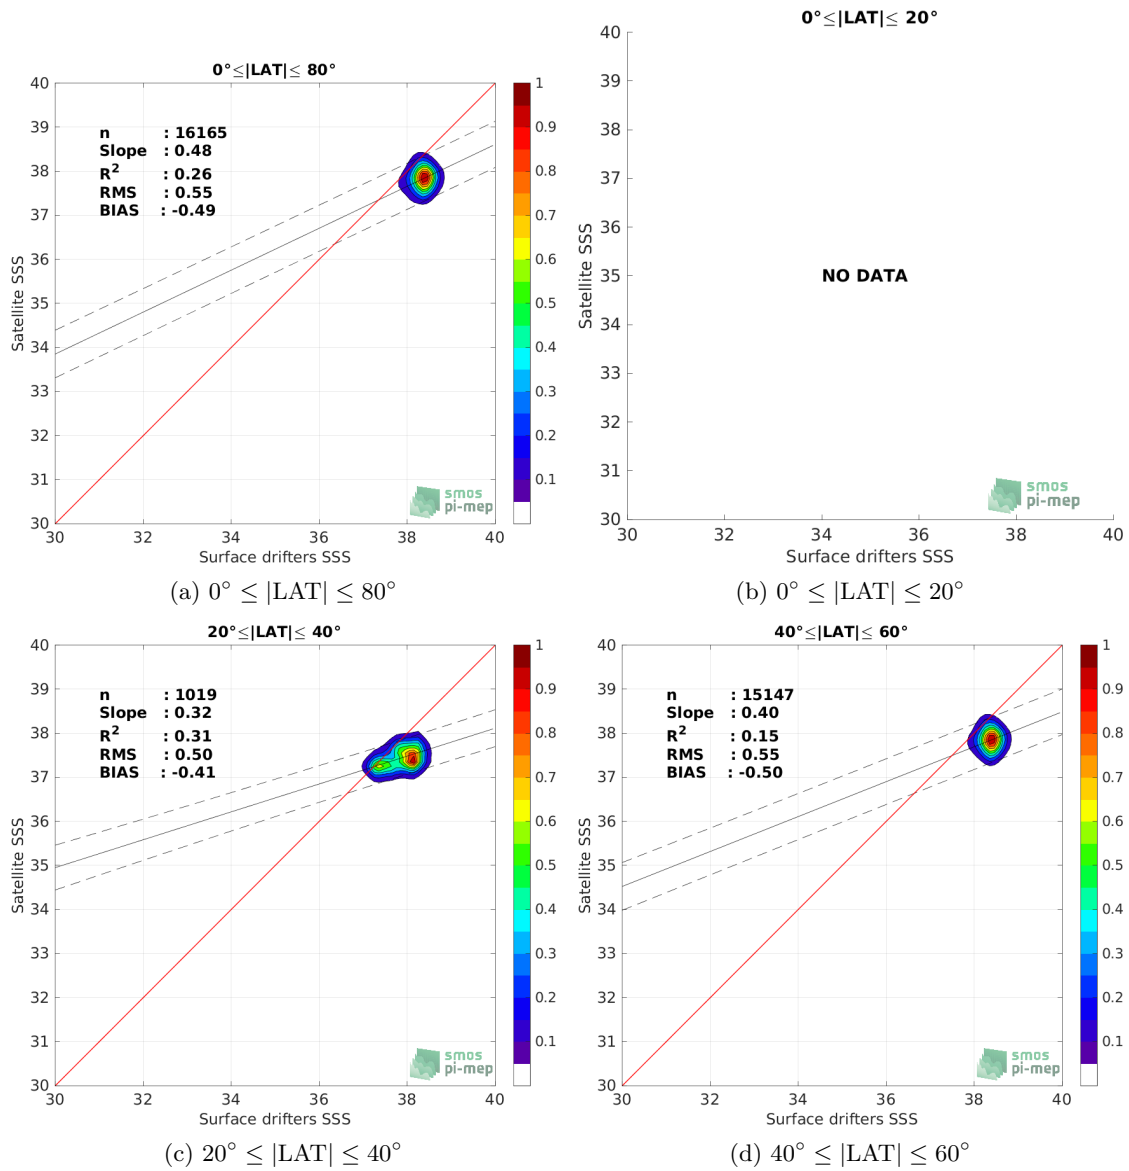 0°≤|LAT|≤ 80°
40
39
38
37
36
35
34
33
32
31
30
Satellite SSS
n : 16165
Slope : 0.48
R² : 0.26
RMS : 0.55
BIAS : -0.49
1
0.9
0.8
0.7
0.6
0.5
0.4
0.3
0.2
0.1
smos
pi-mep
30 32 34 36 38 40
Surface drifters SSS
(a) 0° ≤ |LAT| ≤ 80°
0°≤|LAT|≤ 20°
40
39
38
37
36
35
34
33
32
31
30
Satellite SSS
NO DATA
smos
pi-mep
30 32 34 36 38 40
Surface drifters SSS
(b) 0° ≤ |LAT| ≤ 20°
20°≤|LAT|≤ 40°
40
39
38
37
36
35
34
33
32
31
30
Satellite SSS
n : 1019
Slope : 0.32
R² : 0.31
RMS : 0.50
BIAS : -0.41
1
0.9
0.8
0.7
0.6
0.5
0.4
0.3
0.2
0.1
smos
pi-mep
30 32 34 36 38 40
Surface drifters SSS
(c) 20° ≤ |LAT| ≤ 40°
40°≤|LAT|≤ 60°
40
39
38
37
36
35
34
33
32
31
30
Satellite SSS
n : 15147
Slope : 0.40
R² : 0.15
RMS : 0.55
BIAS : -0.50
1
0.9
0.8
0.7
0.6
0.5
0.4
0.3
0.2
0.1
smos
pi-mep
30 32 34 36 38 40
Surface drifters SSS
(d) 40° ≤ |LAT| ≤ 60°